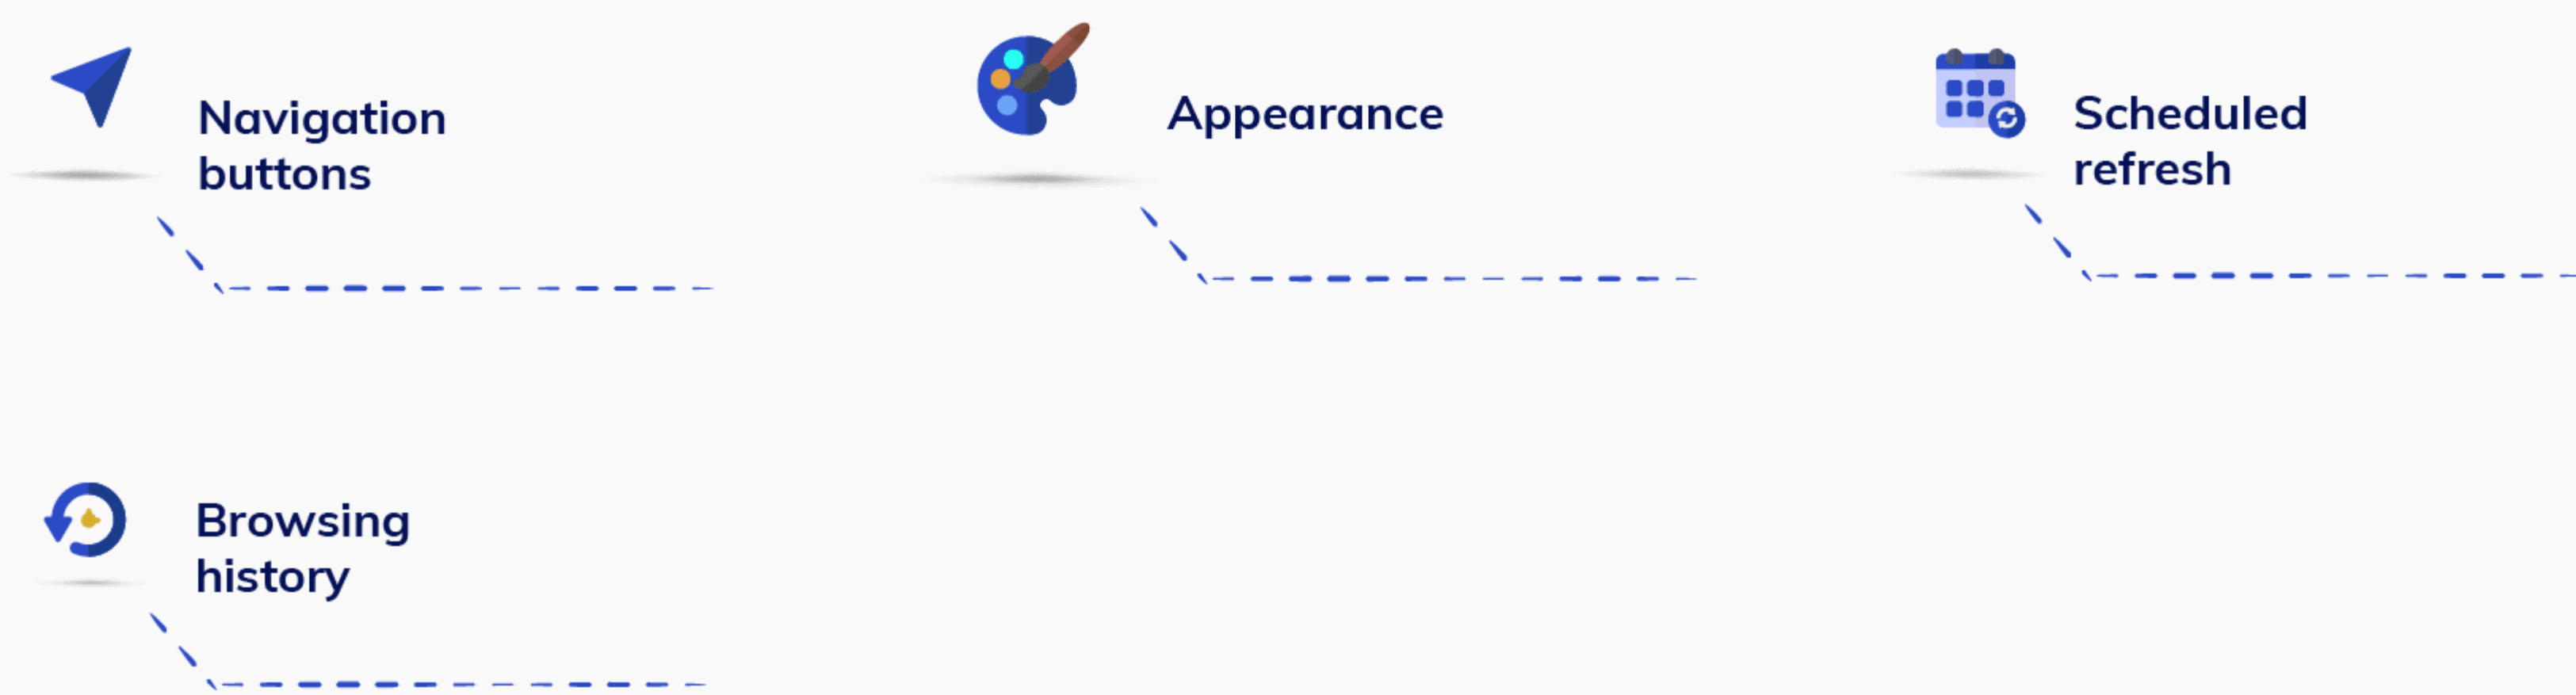 Navigation
buttons
Appearance
Scheduled
refresh
Browsing
history